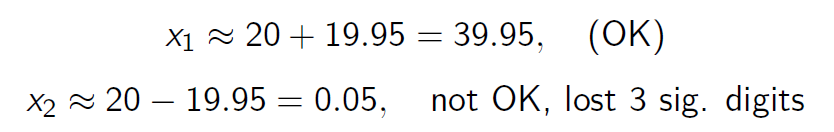 x₁ ≈ 20 + 19.95 = 39.95, (OK)
x₂ ≈ 20 − 19.95 = 0.05, not OK, lost 3 sig. digits